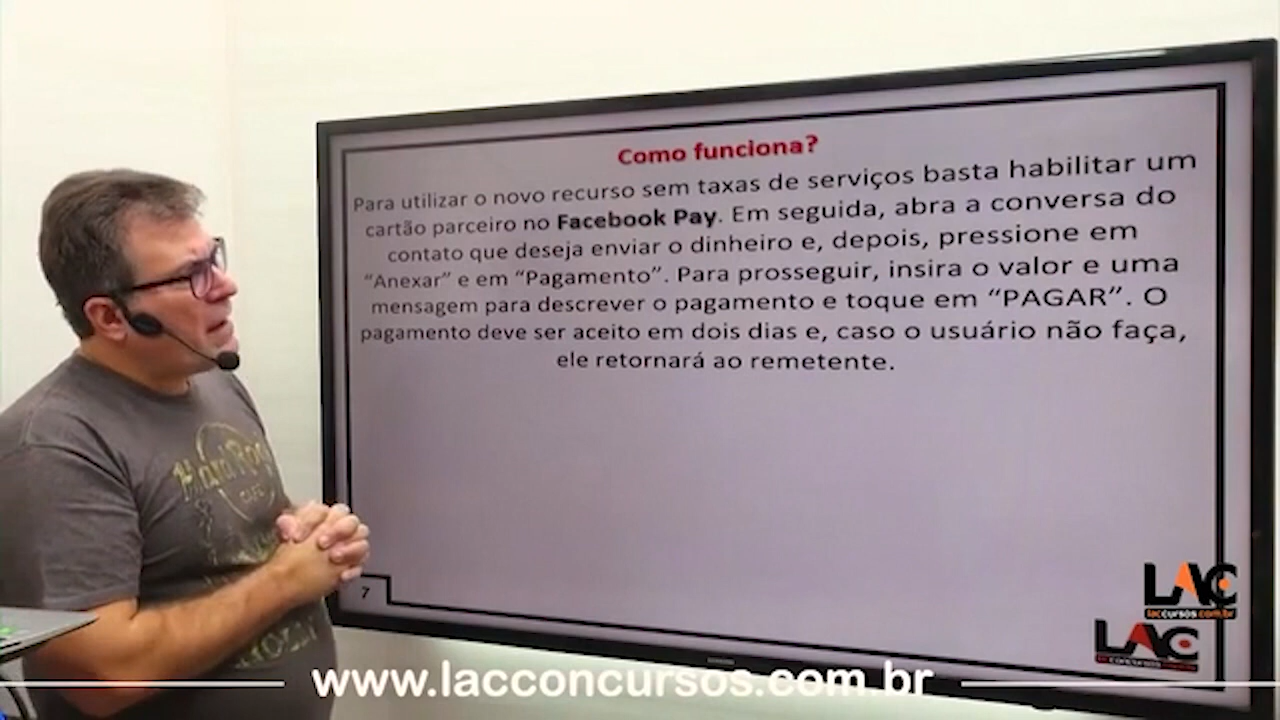 Como funciona?
Para utilizar o novo recurso sem taxas de serviços basta habilitar um
cartão parceiro no Facebook Pay. Em seguida, abra a conversa do
contato que deseja enviar o dinheiro e, depois, pressione em
“Anexar” e em “Pagamento”. Para prosseguir, insira o valor e uma
mensagem para descrever o pagamento e toque em “PAGAR”. O
pagamento deve ser aceito em dois dias e, caso o usuário não faça,
ele retornará ao remetente.
7
LAC
laccursos.com.br
LAC
www.lacconcursos.com.br